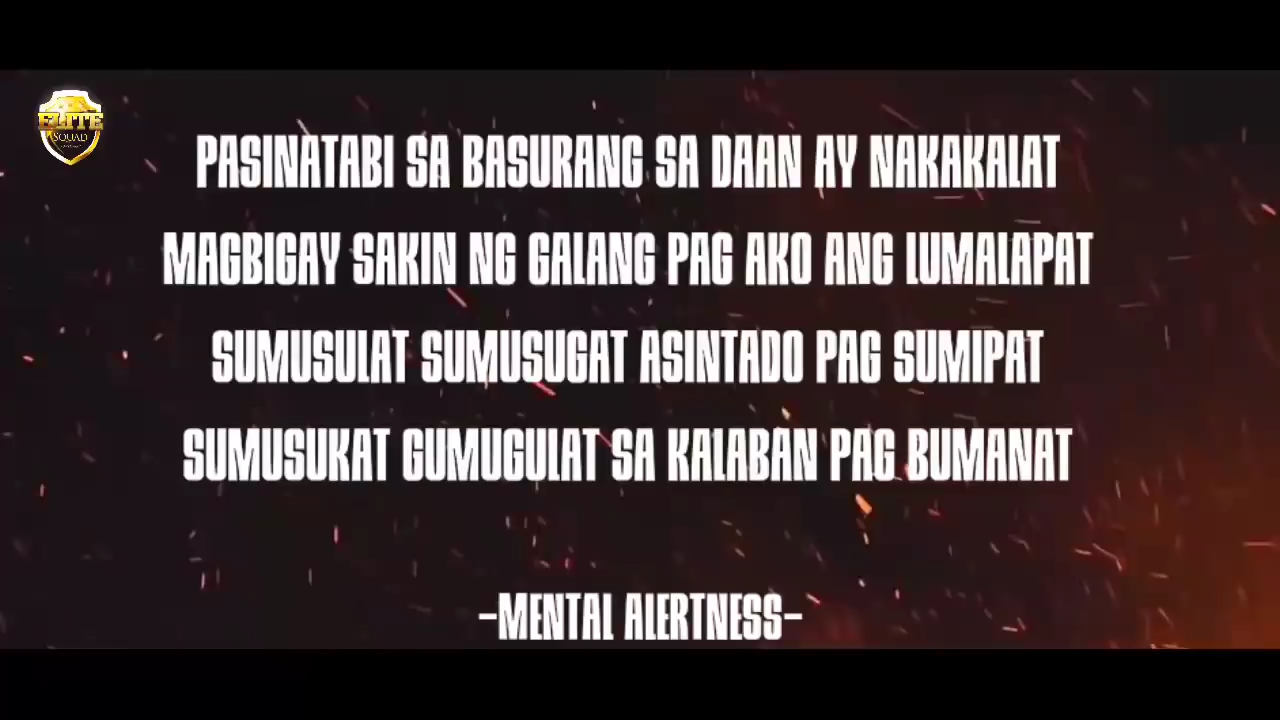 ELITE
SQUAD
PASINATABI SA BASURANG SA DAAN AY NAKAKALAT
MAGBIGAY SAKIN NG GALANG PAG AKO ANG LUMALAPAT
SUMUSULAT SUMUSUGAT ASINTADO PAG SUMIPAT
SUMUSUKAT GUMUGULAT SA KALABAN PAG BUMANAT
-MENTAL ALERTNESS-